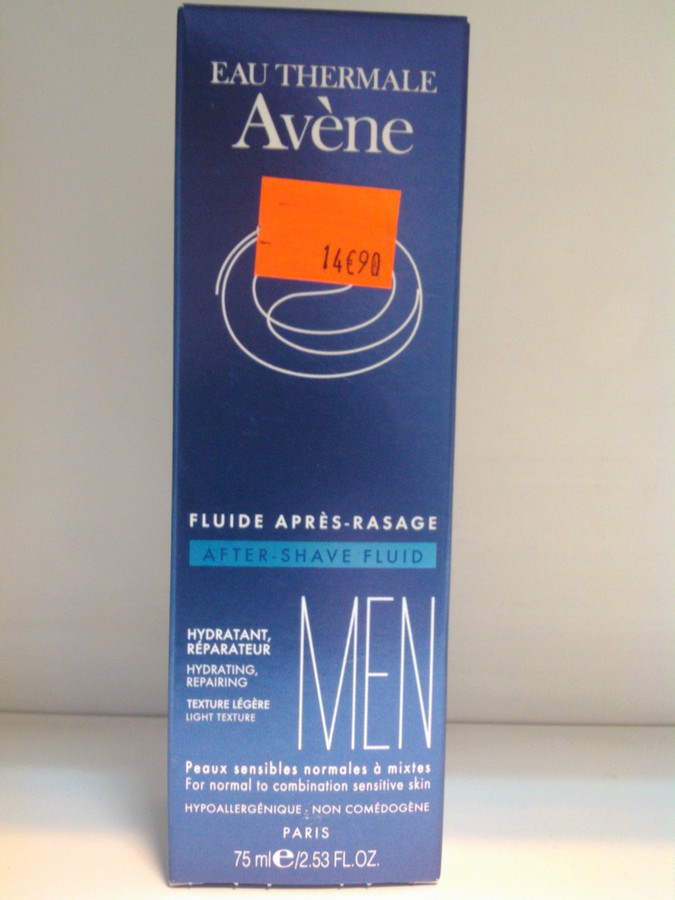 EAU THERMALE
Avène
14€90
FLUIDE APRÈS-RASAGE
AFTER-SHAVE FLUID
MEN
HYDRATANT,
RÉPARATEUR
HYDRATING,
REPAIRING
TEXTURE LÉGÈRE
LIGHT TEXTURE
Peaux sensibles normales à mixtes
For normal to combination sensitive skin
HYPOALLERGÉNIQUE - NON COMÉDOGÈNE
PARIS
75 ml e/2.53 FL.OZ.